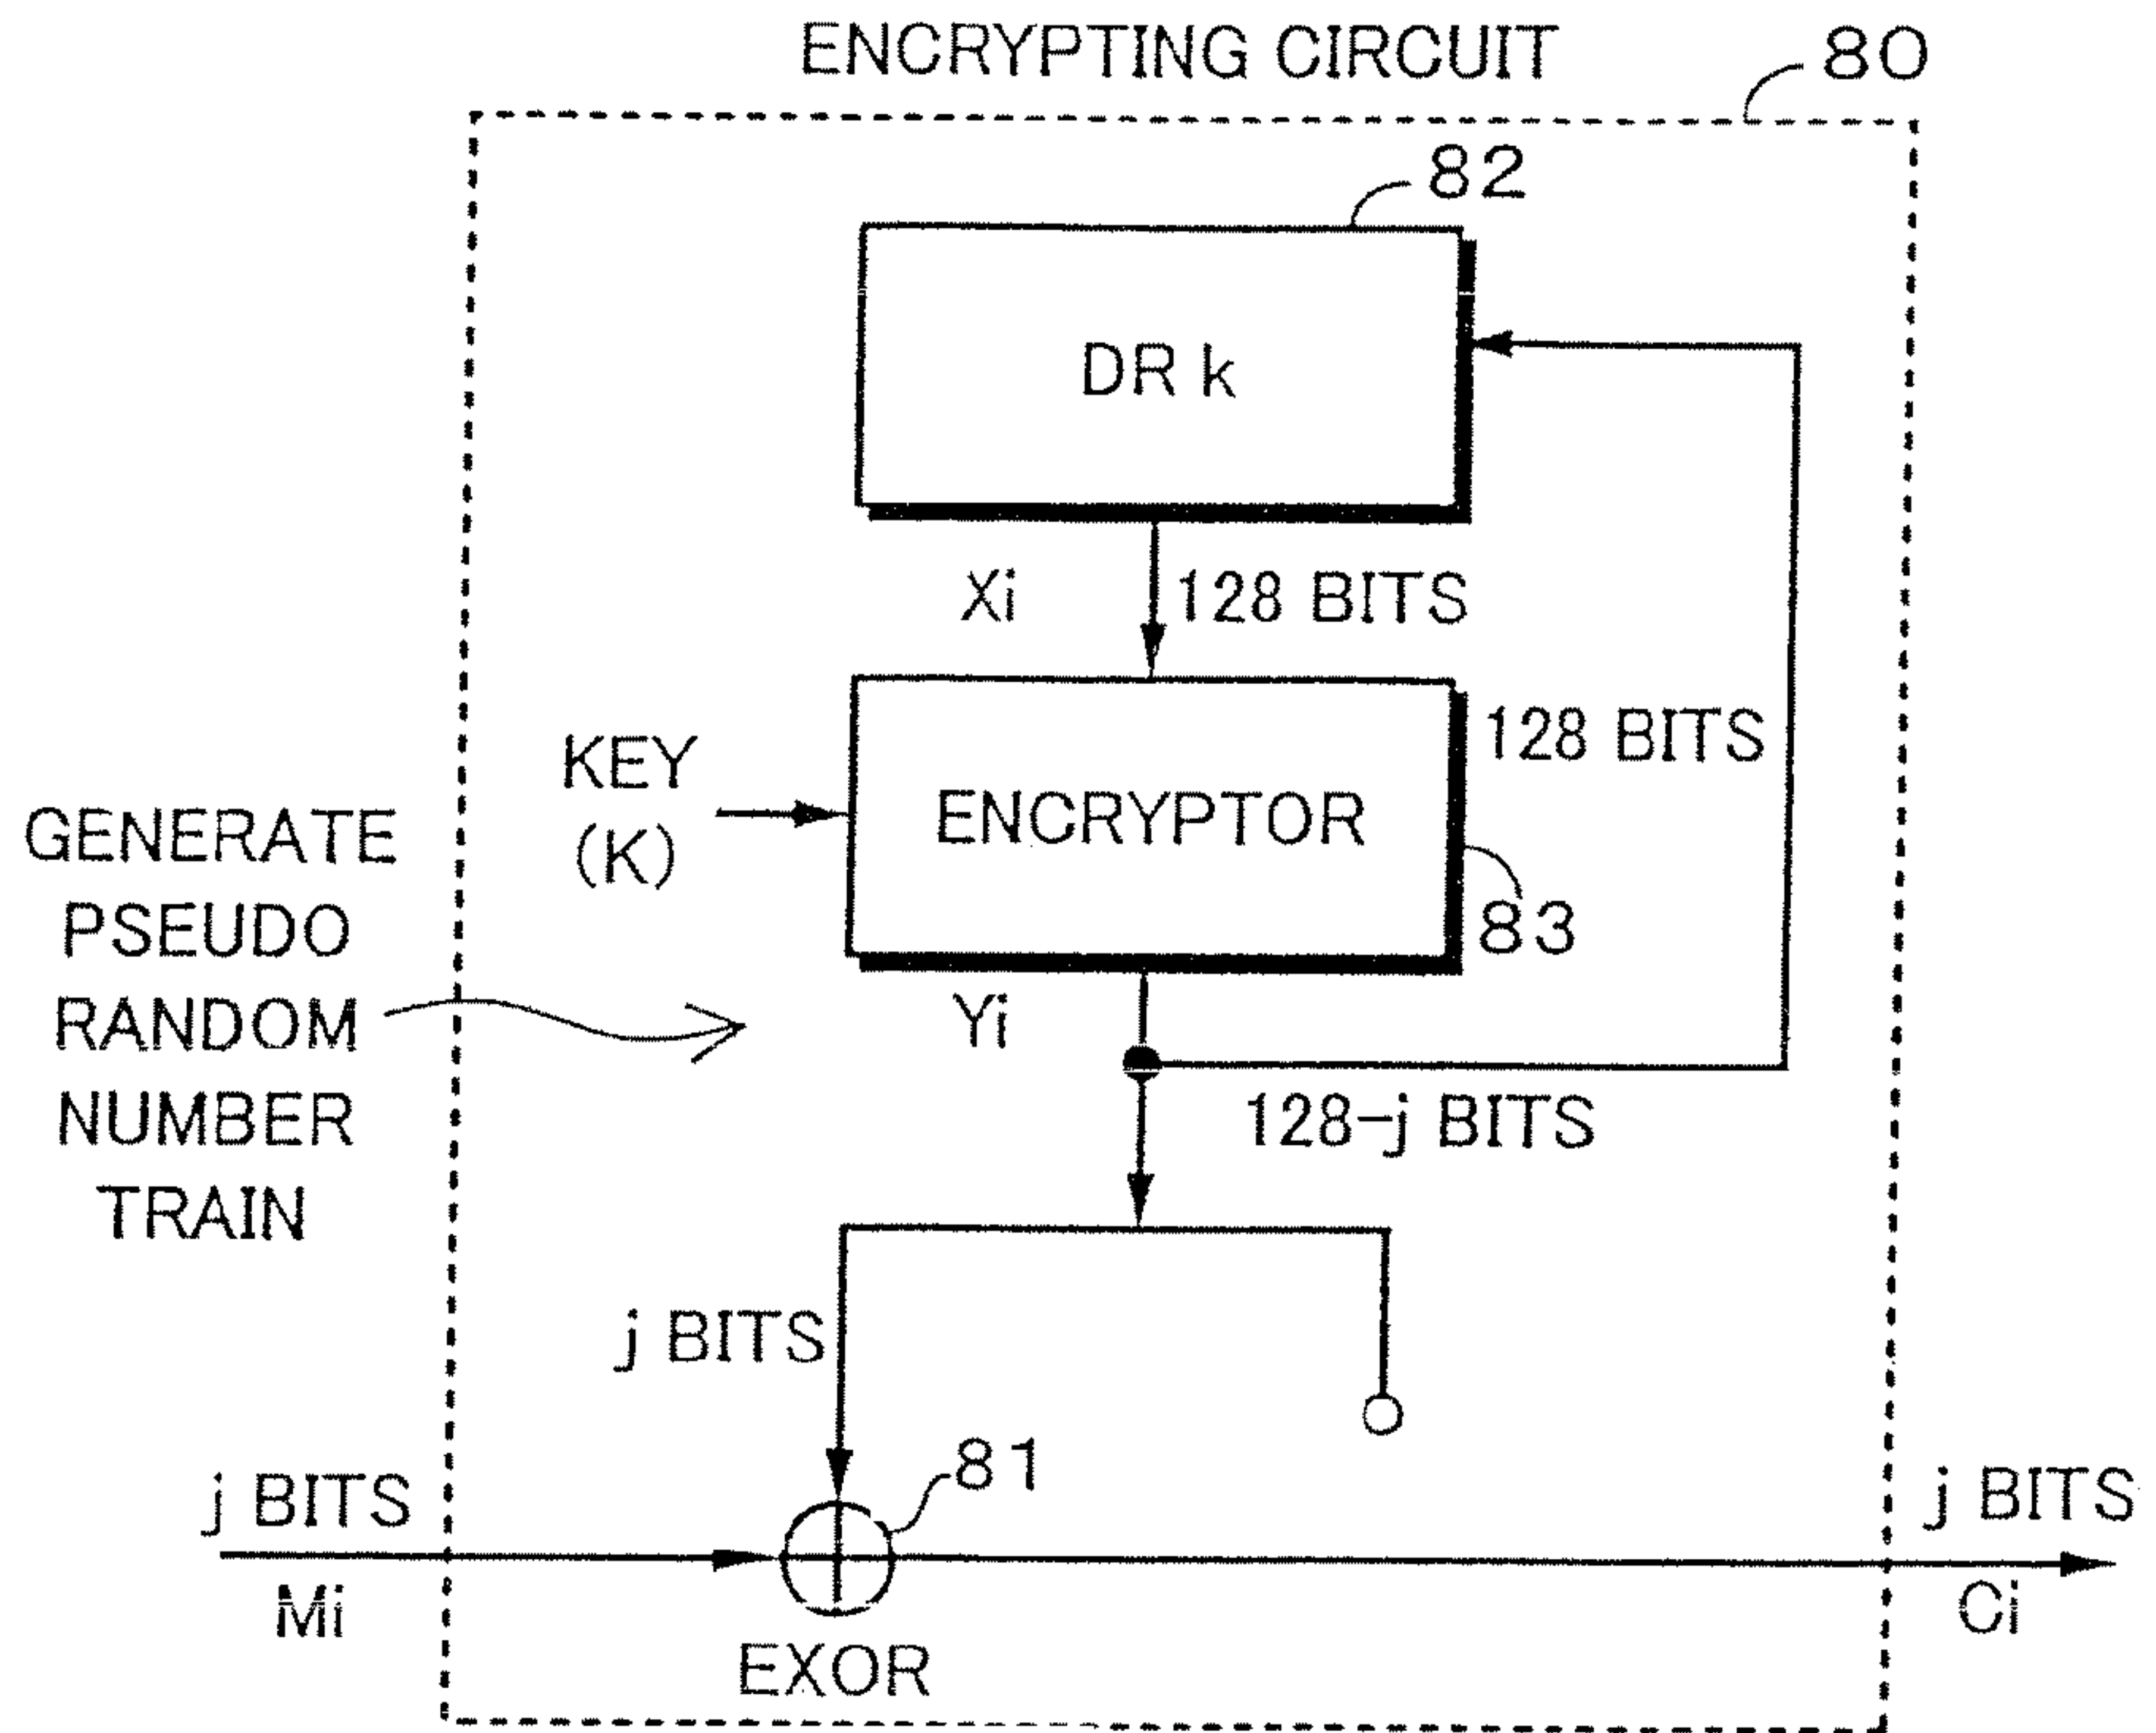 ENCRYPTING CIRCUIT
80
82
DR k
Xi
128 BITS
128 BITS
KEY
(K)
ENCRYPTOR
83
GENERATE
PSEUDO
RANDOM
NUMBER
TRAIN
Yi
128-j BITS
j BITS
81
j BITS
Mi
EXOR
j BITS
Ci